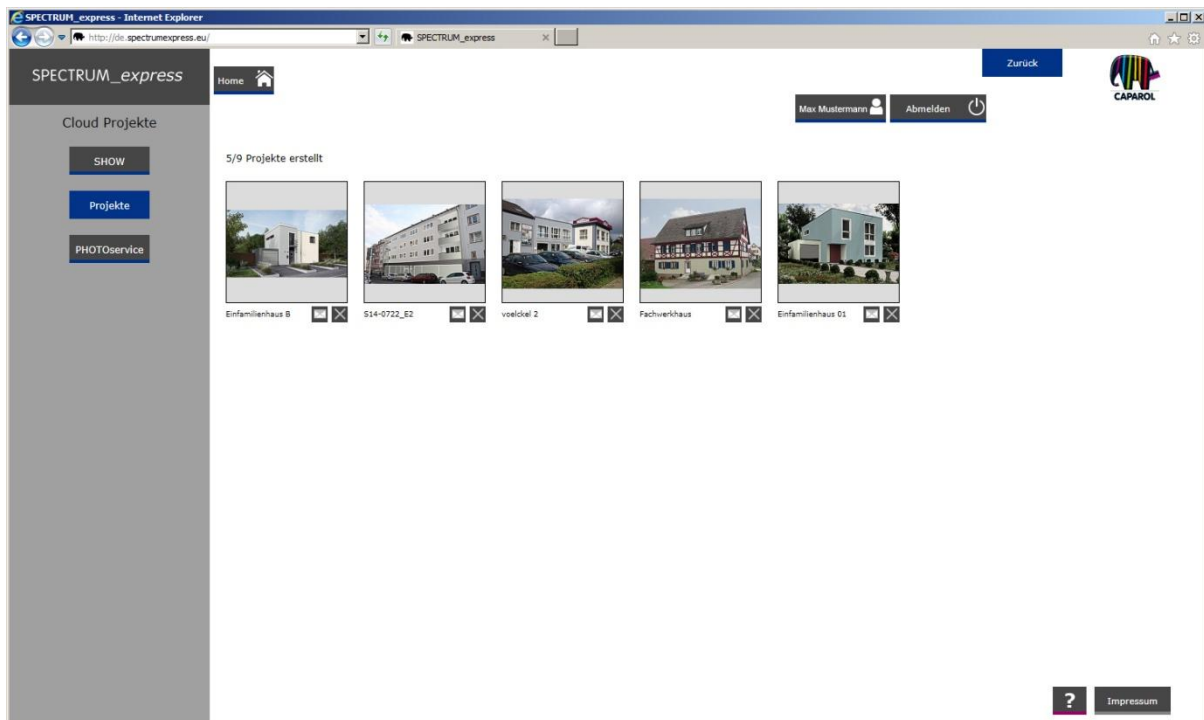 SPECTRUM_express - Internet Explorer
http://de.spectrumexpress.eu/
SPECTRUM_express
SPECTRUM_express
Home
Zurück
CAPAROL
Max Mustermann
Abmelden
Cloud Projekte
SHOW
Projekte
PHOTOservice
5/9 Projekte erstellt
Einfamilienhaus B
S14-0722_E2
voelckel 2
Fachwerkhaus
Einfamilienhaus 01
?
Impressum